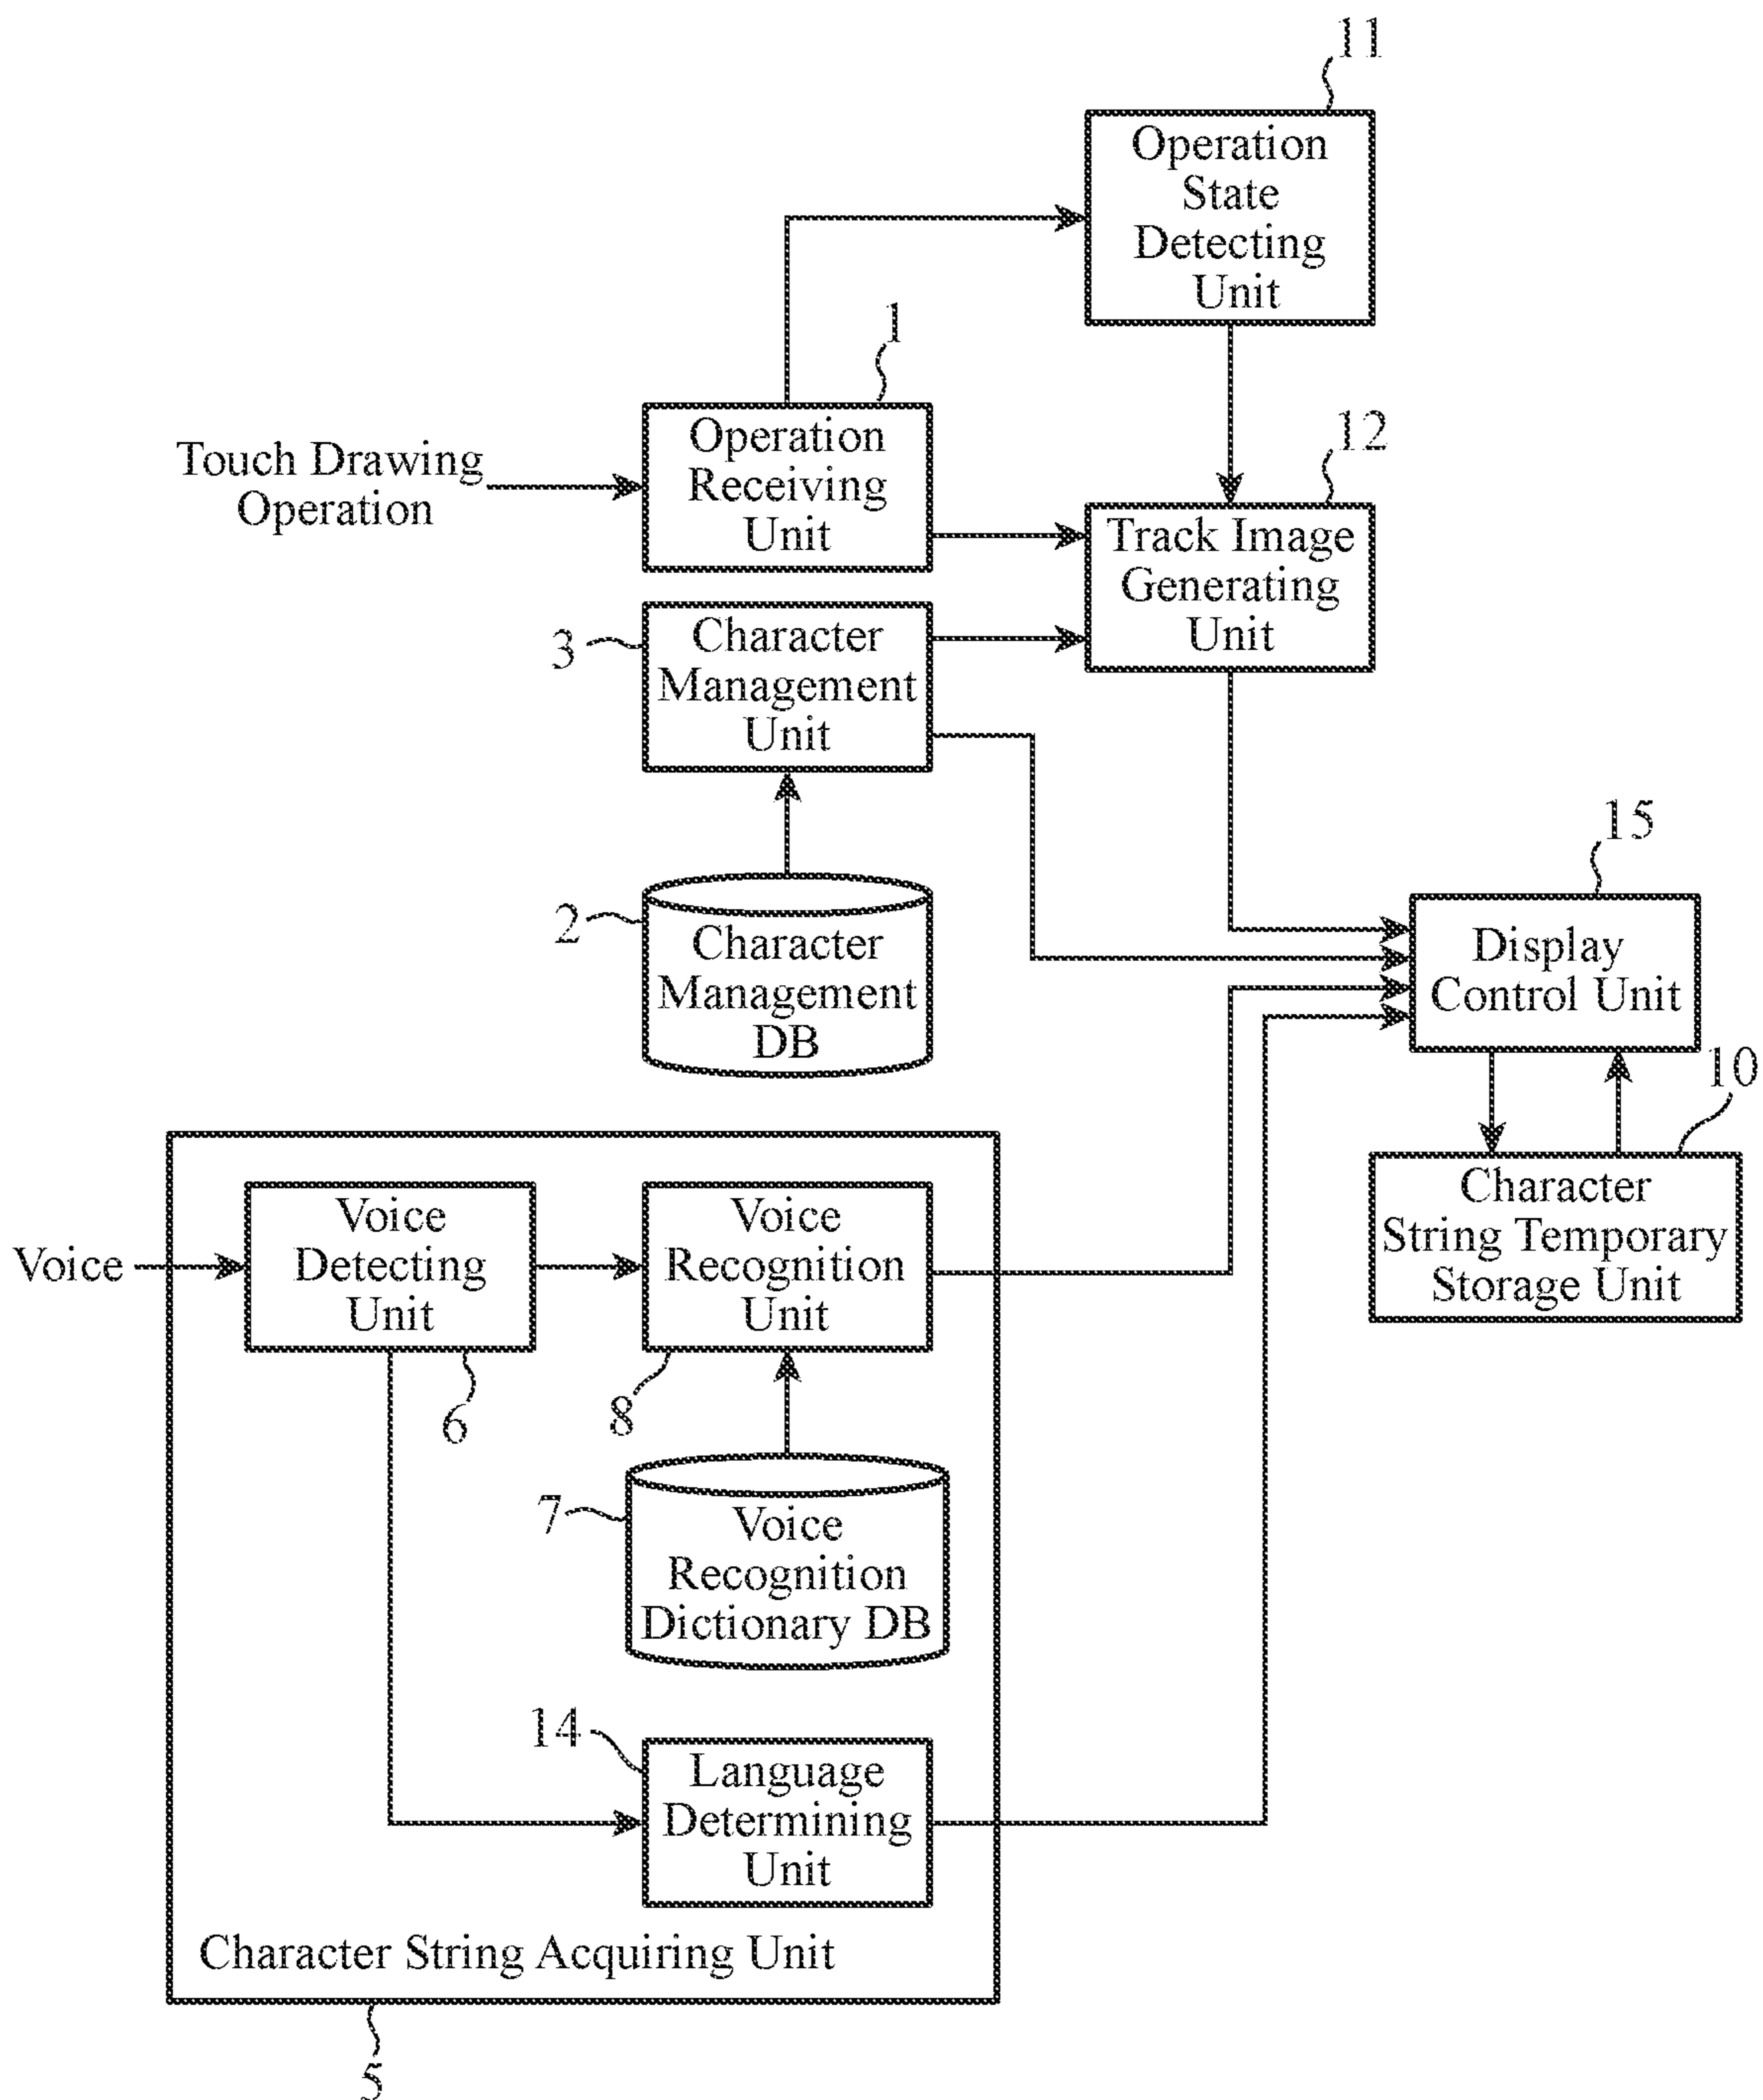 11
Operation
State
Detecting
Unit
1
Touch Drawing
Operation
Operation
Receiving
Unit
12
Track Image
Generating
Unit
3
Character
Management
Unit
15
2
Character
Management
DB
Display
Control Unit
10
Character
String Temporary
Storage Unit
Voice
Voice
Detecting
Unit
6
Voice
Recognition
Unit
8
7
Voice
Recognition
Dictionary DB
14
Language
Determining
Unit
Character String Acquiring Unit
5